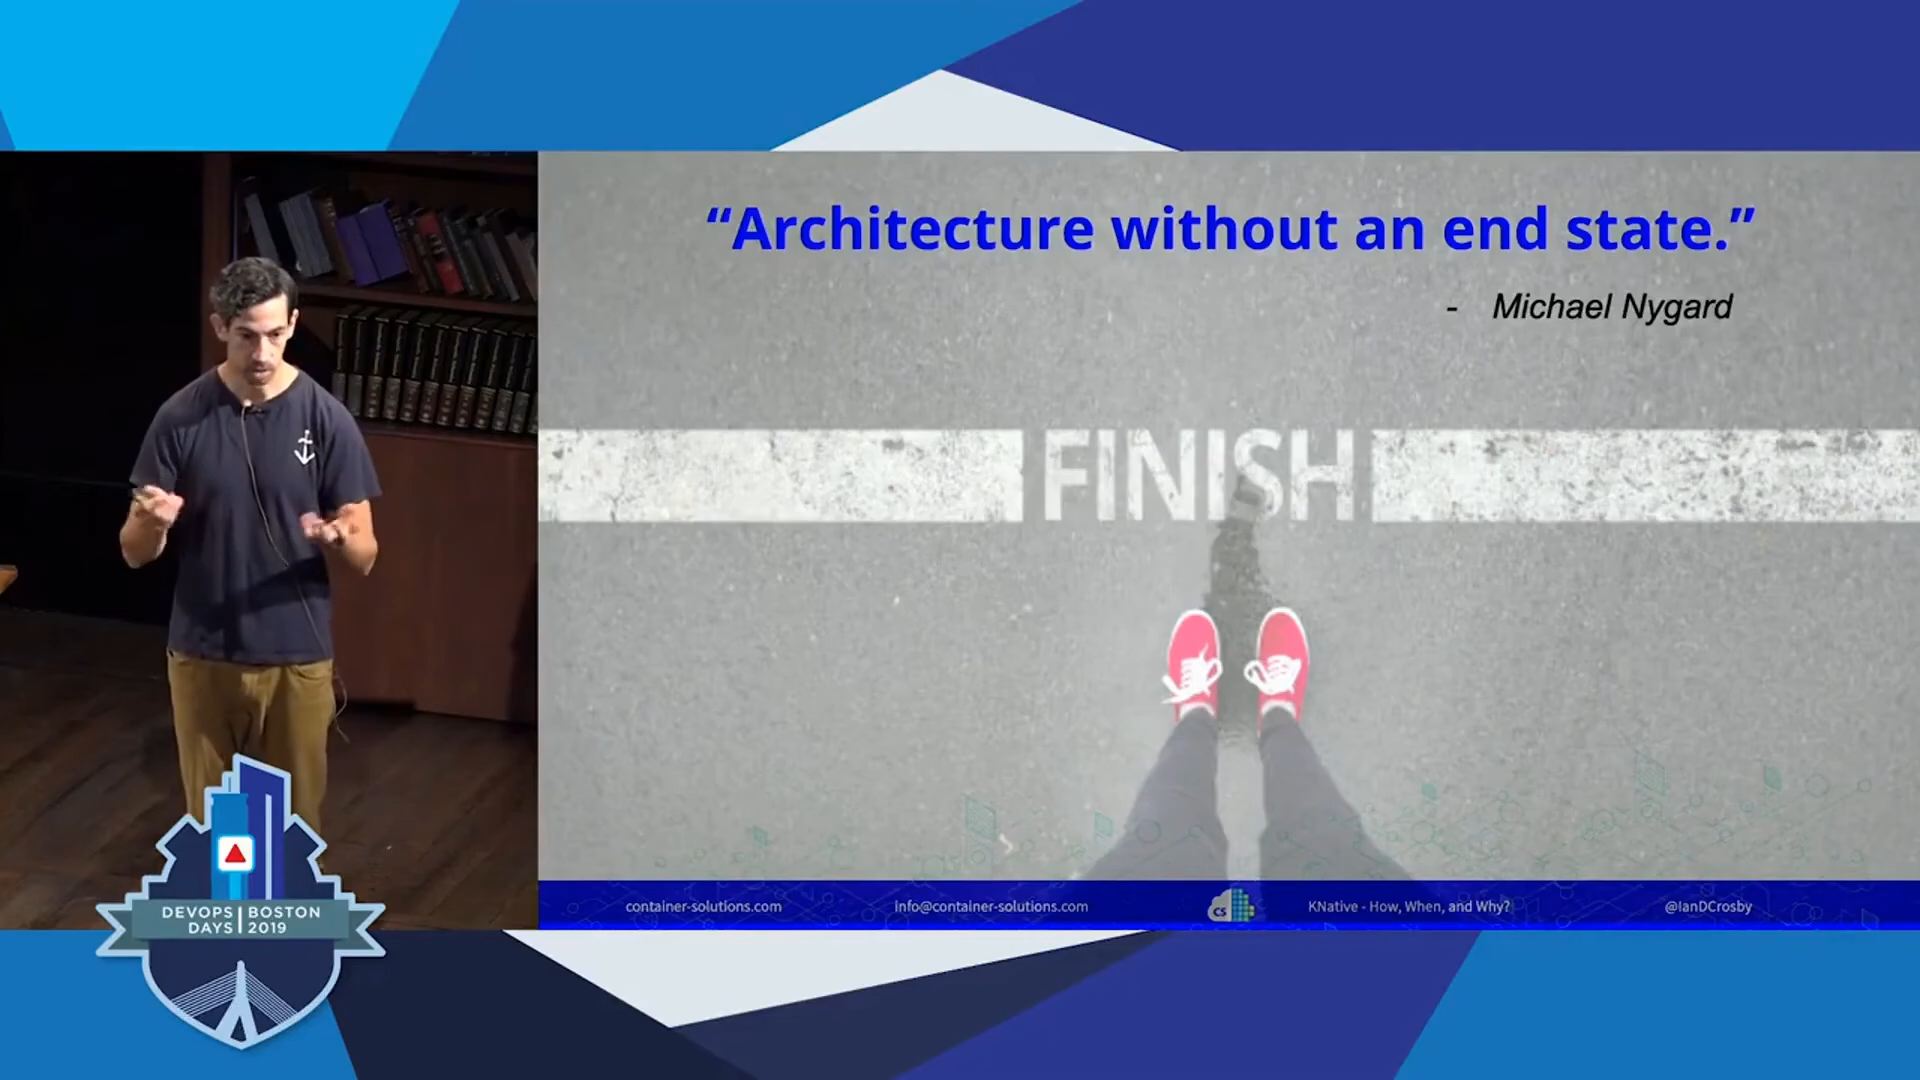 “Architecture without an end state.”
- Michael Nygard
FINISH
container-solutions.com
info@container-solutions.com
CS
KNative - How, When, and Why?
@IanDCrosby
DEVOPS BOSTON
DAYS 2019